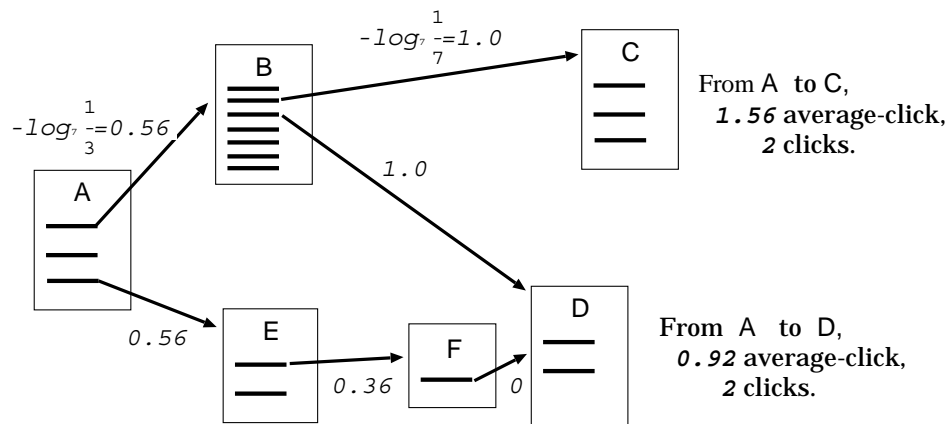 -log₇ 1/7 =1.0
B
C
From A to C,
1.56 average-click,
2 clicks.
-log₇ 1/3 =0.56
A
1.0
D
E
F
From A to D,
0.92 average-click,
2 clicks.
0.56
0.36
0